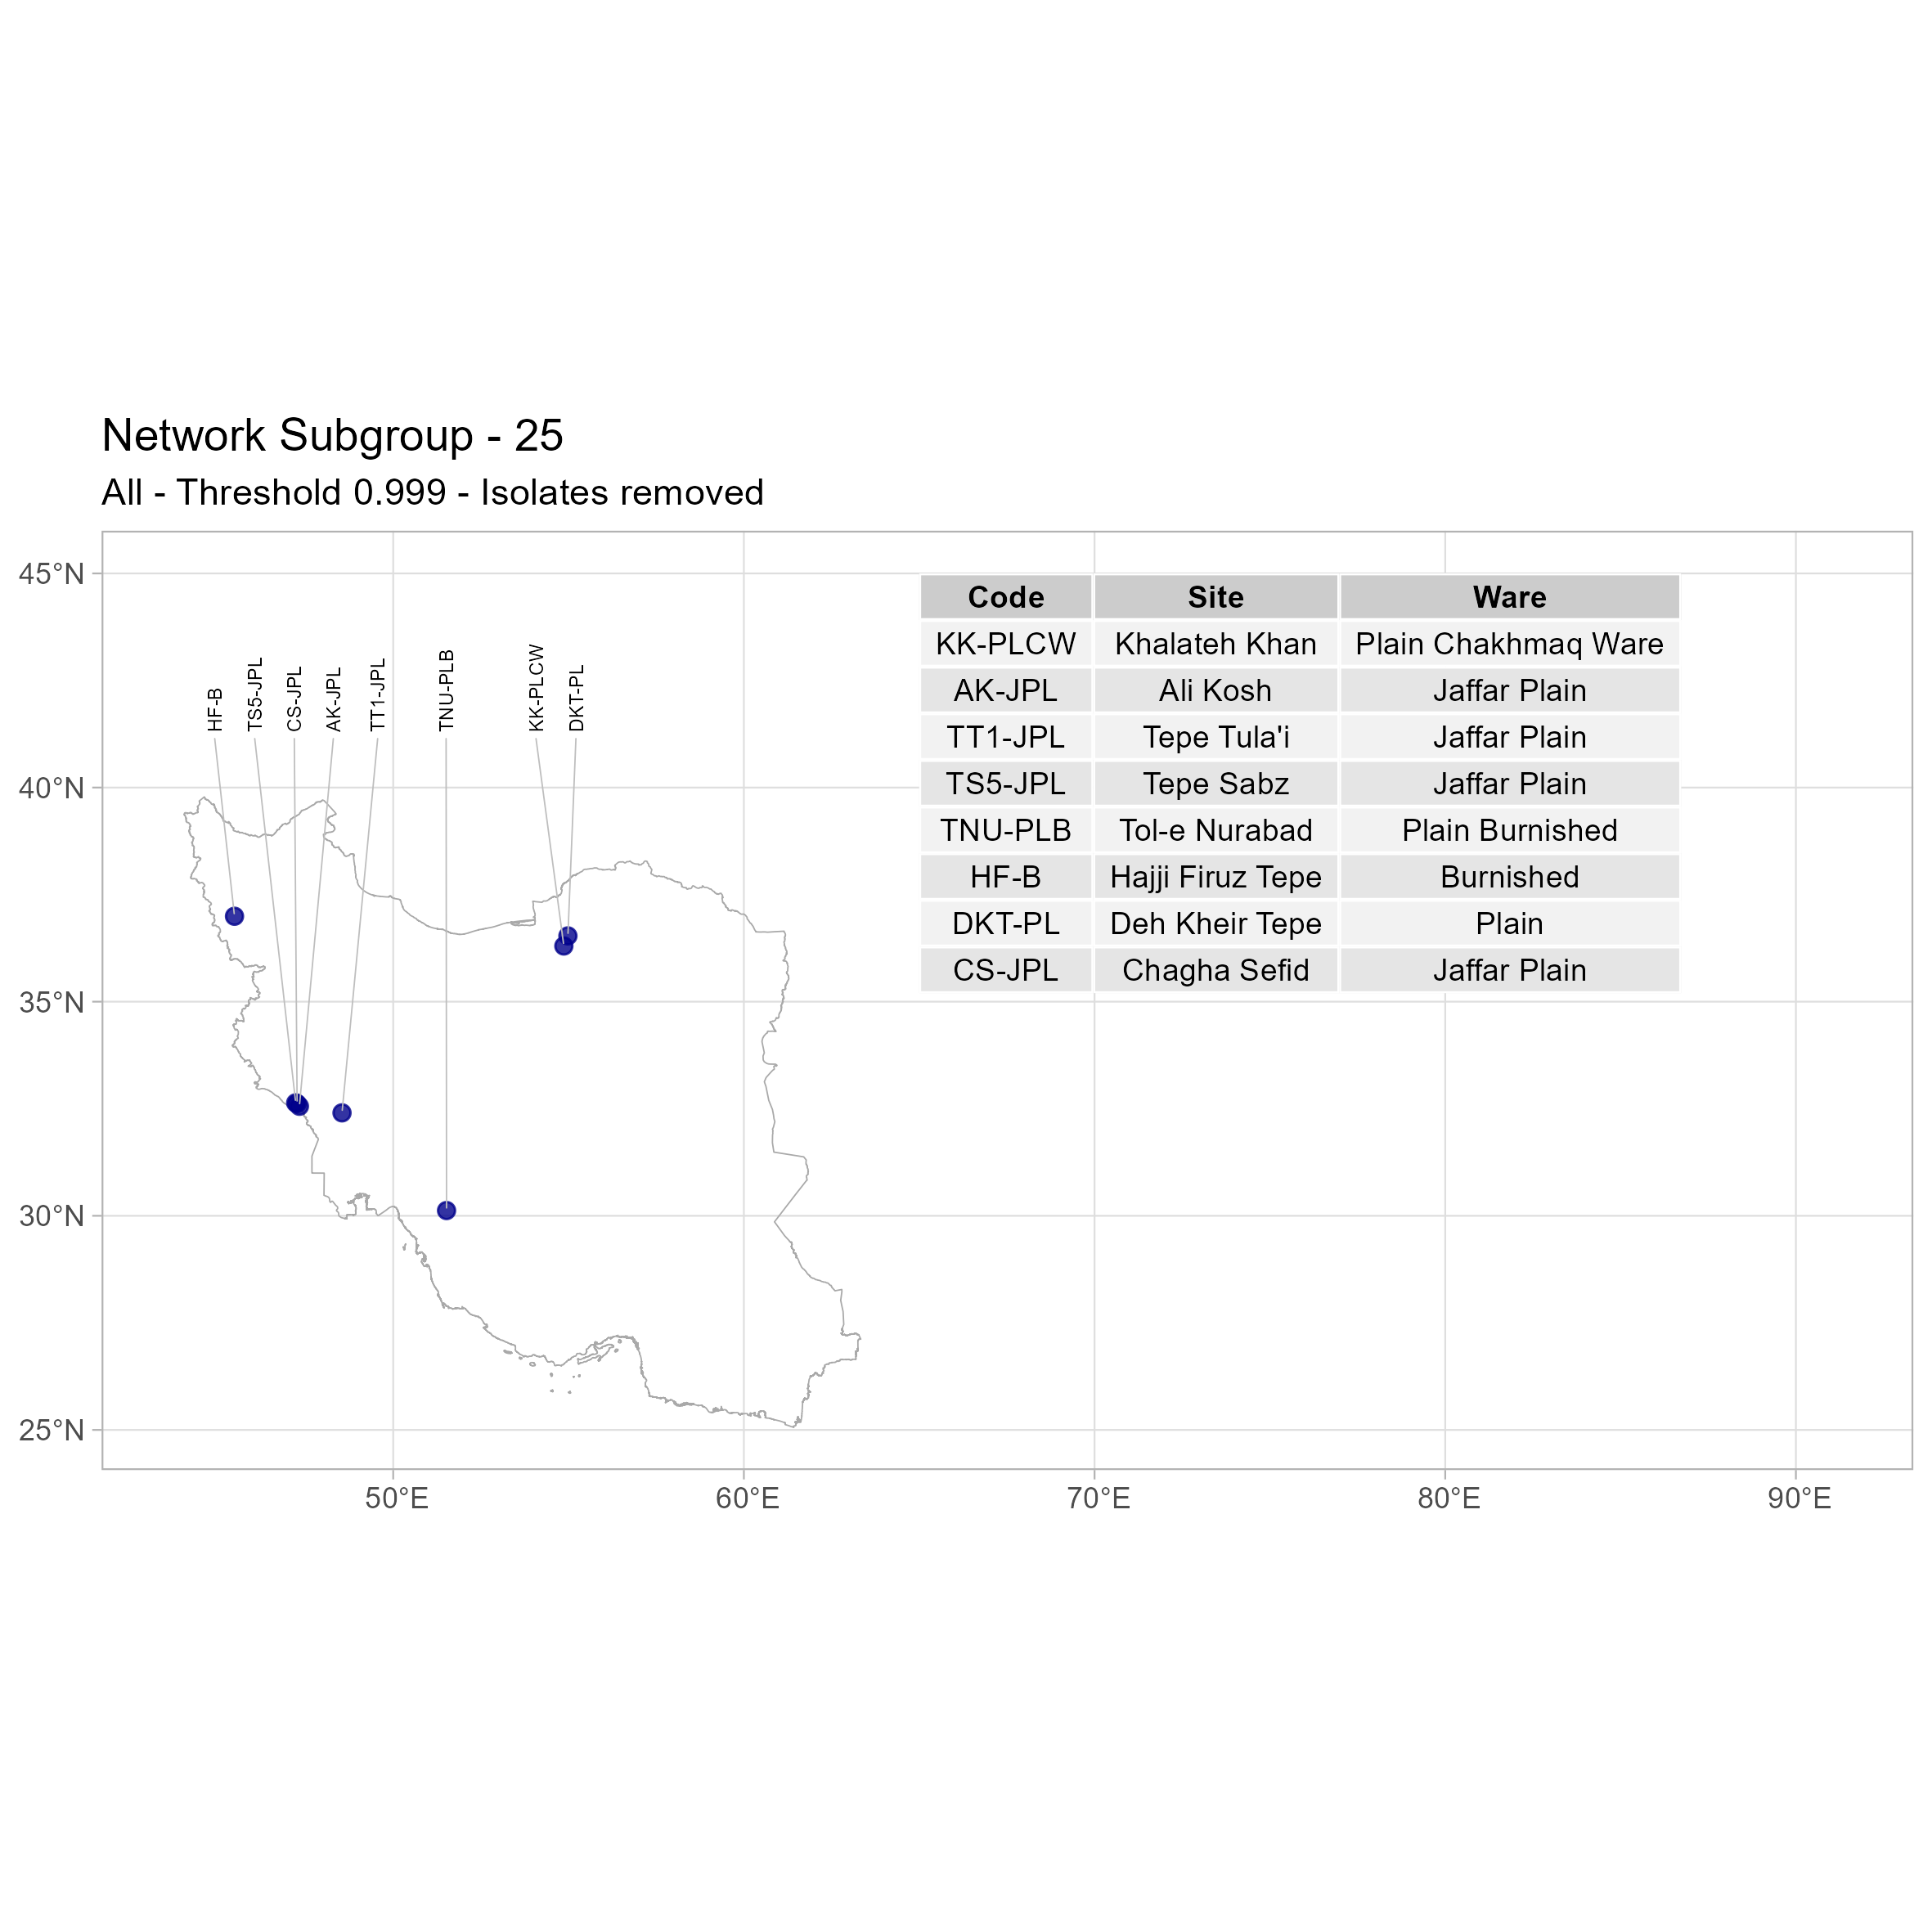 Network Subgroup - 25
All - Threshold 0.999 - Isolates removed
45°N
40°N
35°N
30°N
25°N
50°E
60°E
70°E
80°E
90°E
HF-B
TS5-JPL
CS-JPL
AK-JPL
TT1-JPL
TNU-PLB
KK-PLCW
DKT-PL
Code Site Ware
KK-PLCW Khalateh Khan Plain Chakhmaq Ware
AK-JPL Ali Kosh Jaffar Plain
TT1-JPL Tepe Tula'i Jaffar Plain
TS5-JPL Tepe Sabz Jaffar Plain
TNU-PLB Tol-e Nurabad Plain Burnished
HF-B Hajji Firuz Tepe Burnished
DKT-PL Deh Kheir Tepe Plain
CS-JPL Chagha Sefid Jaffar Plain